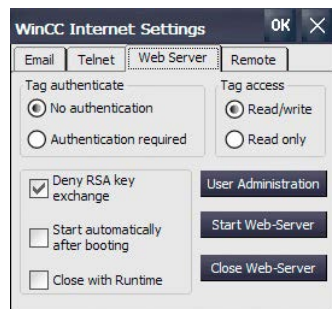 WinCC Internet Settings OK
Email Telnet Web Server Remote
Tag authenticate
No authentication
Authentication required
Tag access
Read/write
Read only
Deny RSA key
exchange
Start automatically
after booting
Close with Runtime
User Administration
Start Web-Server
Close Web-Server